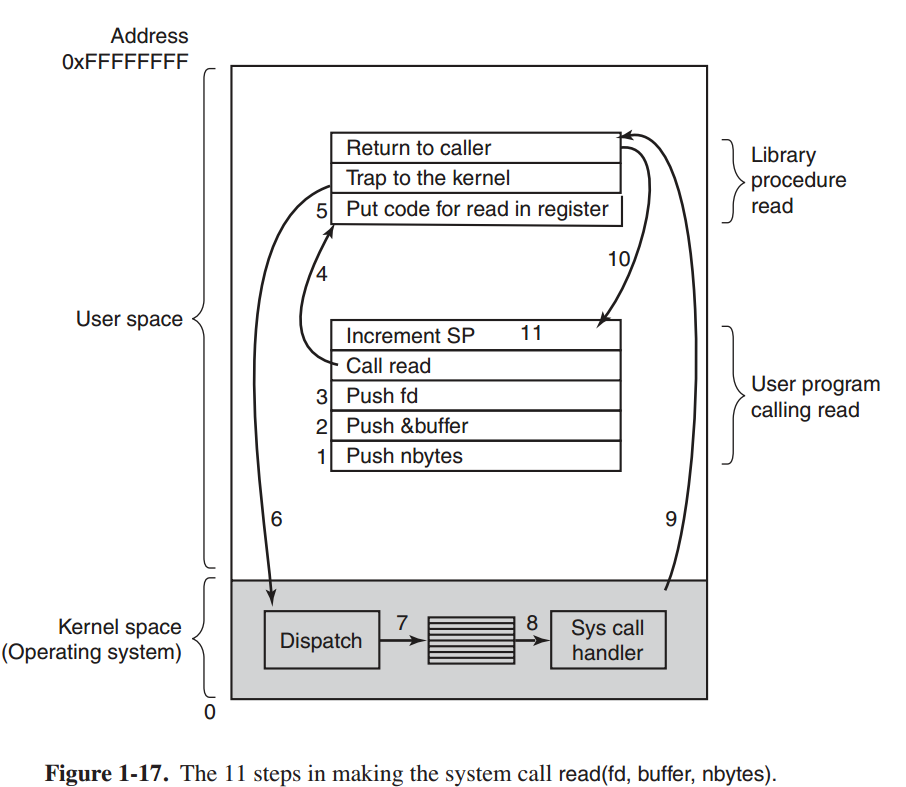 Address
0xFFFFFFFF
Return to caller
Trap to the kernel
5 Put code for read in register
Library
procedure
read
4
10
User space
Increment SP 11
Call read
3 Push fd
2 Push &buffer
1 Push nbytes
User program
calling read
6
9
Kernel space
(Operating system)
Dispatch
7
8
Sys call
handler
0
Figure 1-17. The 11 steps in making the system call read(fd, buffer, nbytes).